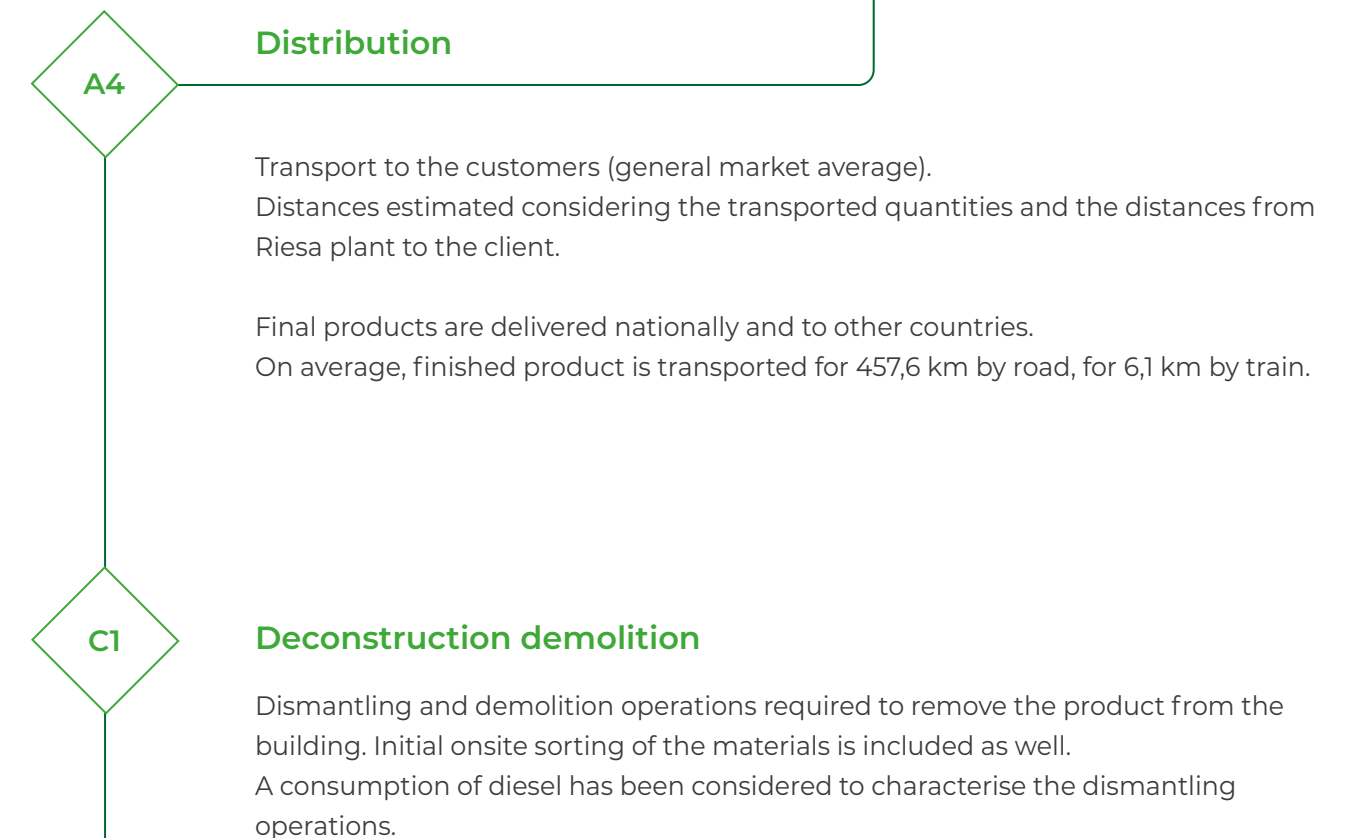 A4
Distribution
Transport to the customers (general market average).
Distances estimated considering the transported quantities and the distances from
Riesa plant to the client.
Final products are delivered nationally and to other countries.
On average, finished product is transported for 457,6 km by road, for 6,1 km by train.
C1
Deconstruction demolition
Dismantling and demolition operations required to remove the product from the
building. Initial onsite sorting of the materials is included as well.
A consumption of diesel has been considered to characterise the dismantling
operations.